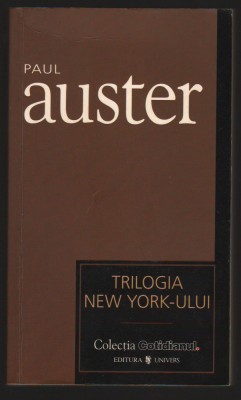 PAUL
auster
TRILOGIA
NEW YORK-ULUI
Colecția Cotidianul.
EDITURA UNIVERS